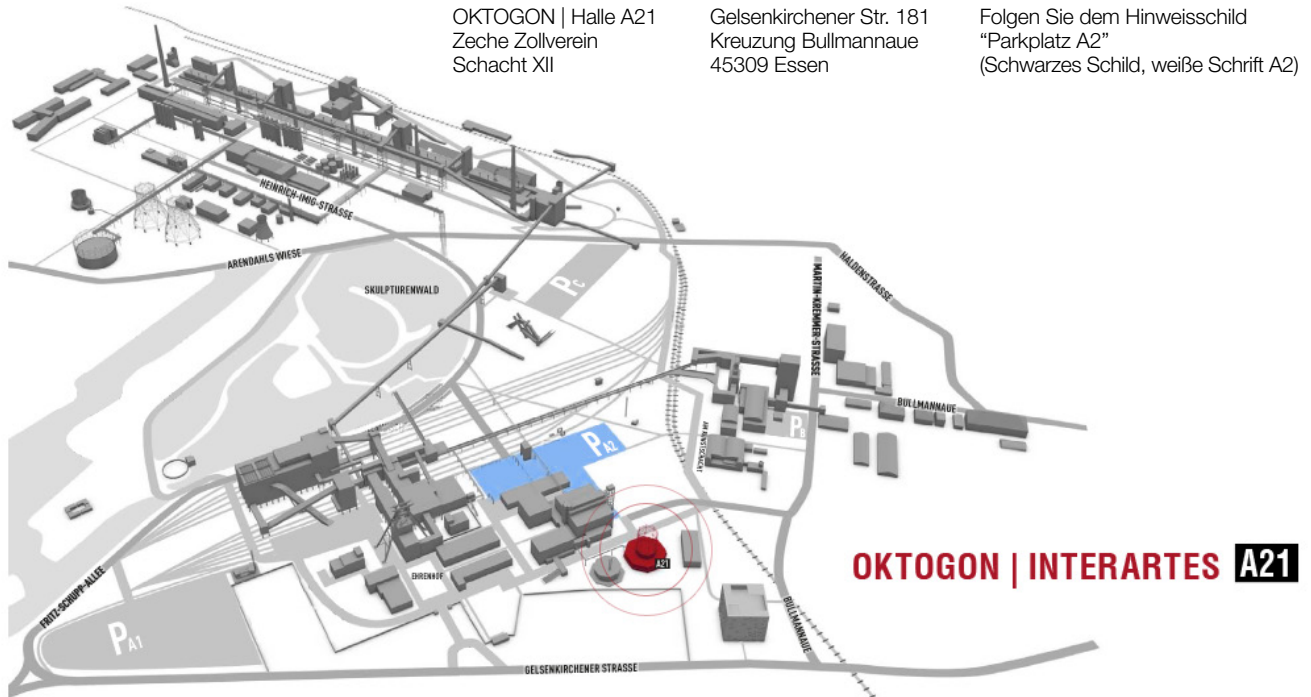 OKTOGON | Halle A21
Zeche Zollverein
Schacht XII
Gelsenkirchener Str. 181
Kreuzung Bullmannaue
45309 Essen
Folgen Sie dem Hinweisschild
“Parkplatz A2”
(Schwarzes Schild, weiße Schrift A2)
HEINRICH-IMIG-STRASSE
ARENDAHLS WIESE
SKULPTURENWALD
PC
HALDENSTRASSE
MARTIN-KREMMER-STRASSE
BULLMANNAUE
PB
AHRENDTSCHACHT
PA2
A21
OKTOGON | INTERARTES A21
EHRENHOF
FRITZ-SCHUPP-ALLEE
PA1
BULLMANNAUE
GELSENKIRCHENER STRASSE